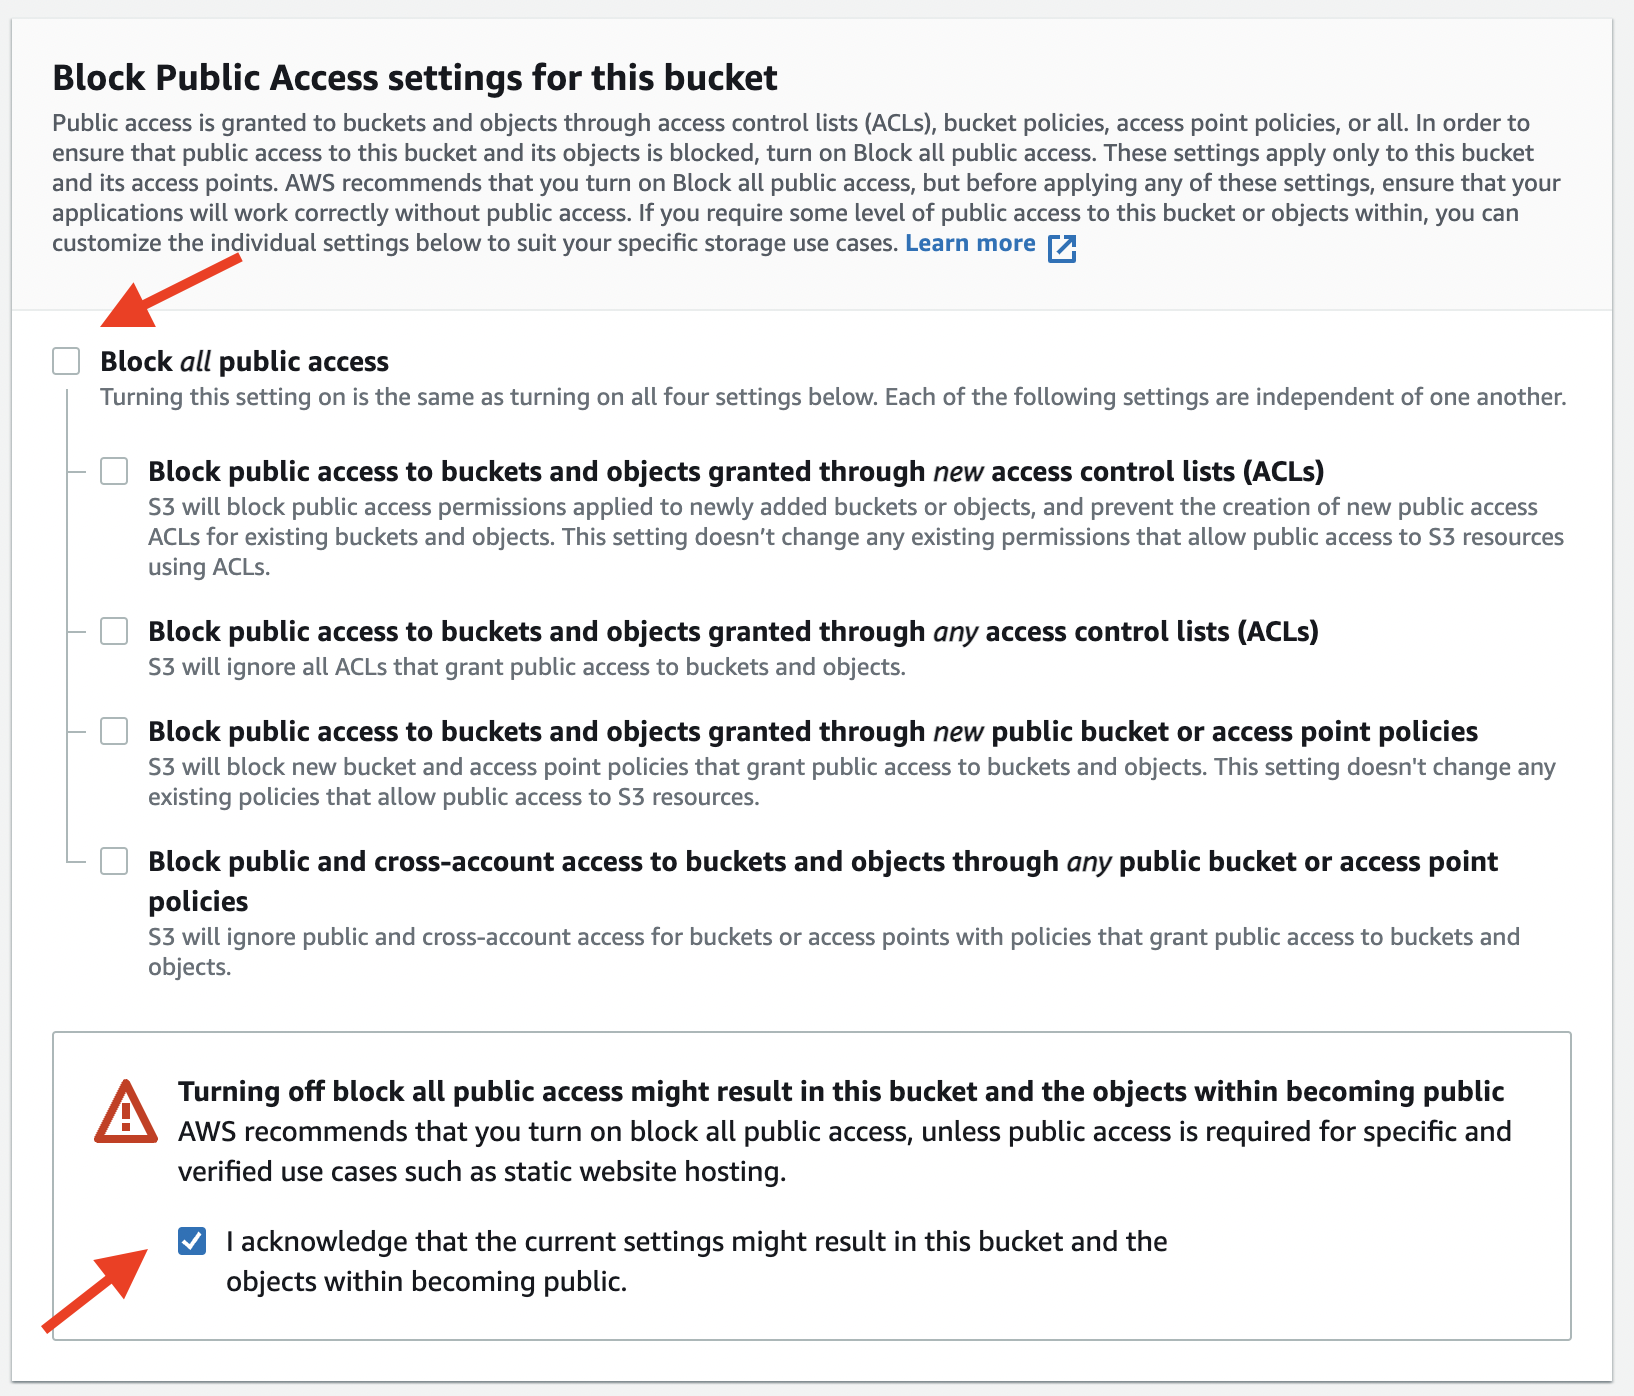 Block Public Access settings for this bucket
Public access is granted to buckets and objects through access control lists (ACLs), bucket policies, access point policies, or all. In order to
ensure that public access to this bucket and its objects is blocked, turn on Block all public access. These settings apply only to this bucket
and its access points. AWS recommends that you turn on Block all public access, but before applying any of these settings, ensure that your
applications will work correctly without public access. If you require some level of public access to this bucket or objects within, you can
customize the individual settings below to suit your specific storage use cases. Learn more
Block all public access
Turning this setting on is the same as turning on all four settings below. Each of the following settings are independent of one another.
Block public access to buckets and objects granted through new access control lists (ACLs)
S3 will block public access permissions applied to newly added buckets or objects, and prevent the creation of new public access
ACLs for existing buckets and objects. This setting doesn’t change any existing permissions that allow public access to S3 resources
using ACLs.
Block public access to buckets and objects granted through any access control lists (ACLs)
S3 will ignore all ACLs that grant public access to buckets and objects.
Block public access to buckets and objects granted through new public bucket or access point policies
S3 will block new bucket and access point policies that grant public access to buckets and objects. This setting doesn't change any
existing policies that allow public access to S3 resources.
Block public and cross-account access to buckets and objects through any public bucket or access point
policies
S3 will ignore public and cross-account access for buckets or access points with policies that grant public access to buckets and
objects.
Turning off block all public access might result in this bucket and the objects within becoming public
AWS recommends that you turn on block all public access, unless public access is required for specific and
verified use cases such as static website hosting.
I acknowledge that the current settings might result in this bucket and the
objects within becoming public.